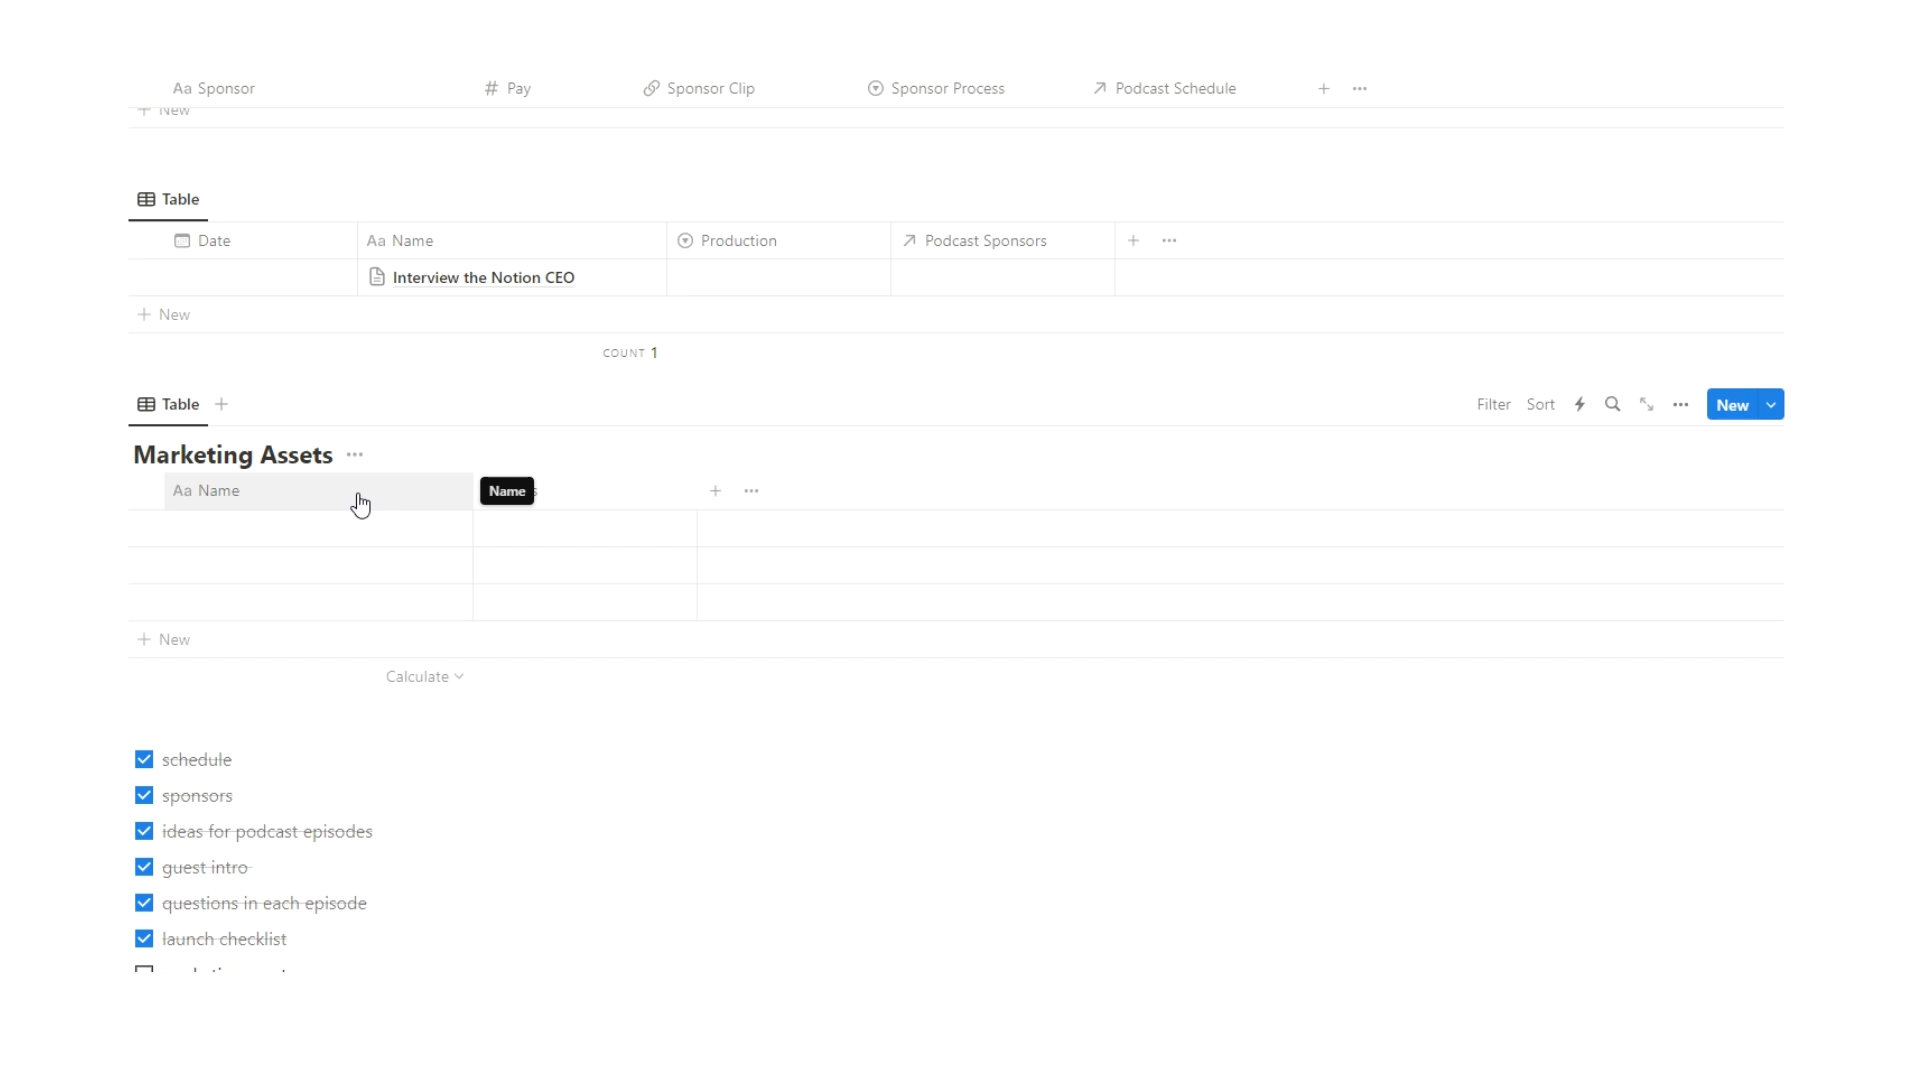 Aa Sponsor # Pay Sponsor Clip Sponsor Process Podcast Schedule + •••
+ New
Table
Date Aa Name Production Podcast Sponsors + •••
Interview the Notion CEO
+ New
COUNT 1
Table + Filter Sort ••• New
Marketing Assets •••
Aa Name Name + •••
+ New
Calculate
schedule
sponsors
ideas for podcast episodes
guest intro
questions in each episode
launch checklist